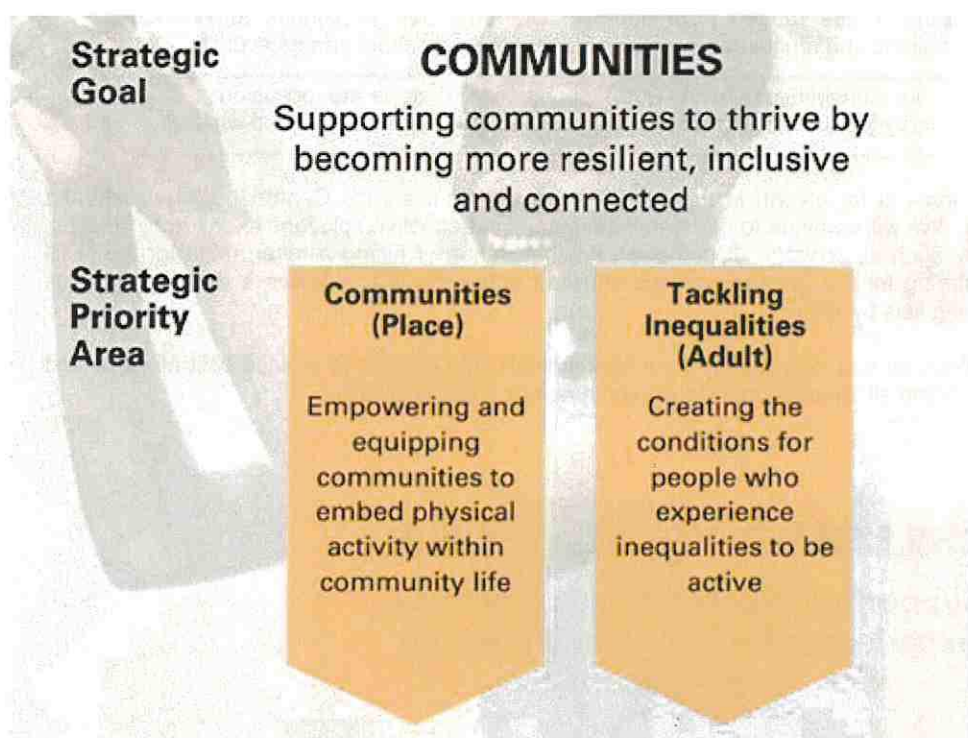 Strategic
Goal
COMMUNITIES
Supporting communities to thrive by
becoming more resilient, inclusive
and connected
Strategic
Priority
Area
Communities
(Place)
Empowering and
equipping
communities to
embed physical
activity within
community life
Tackling
Inequalities
(Adult)
Creating the
conditions for
people who
experience
inequalities to be
active